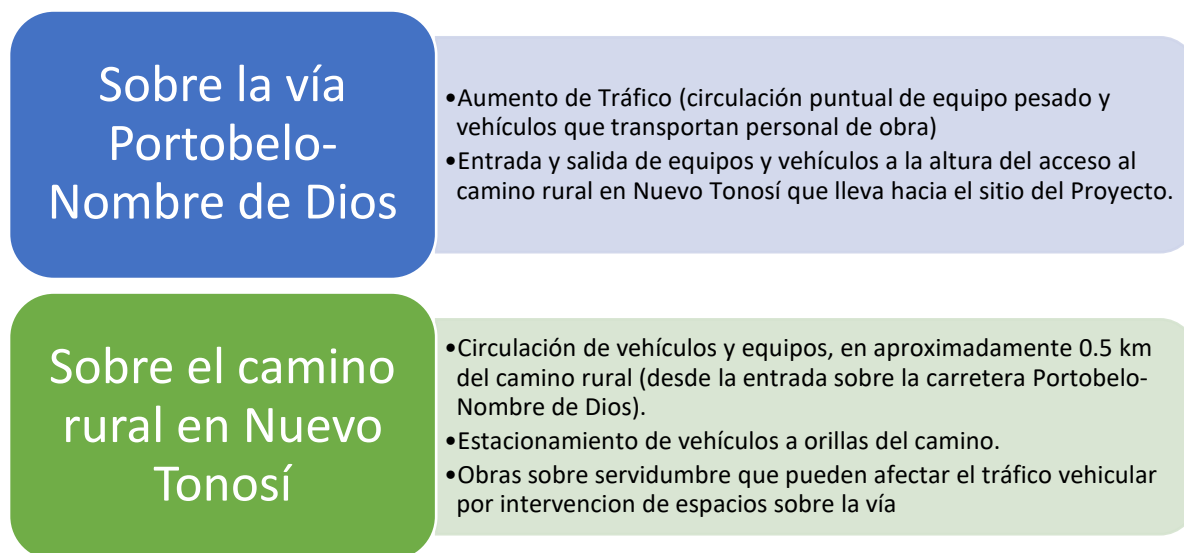 Sobre la vía
Portobelo-
Nombre de Dios
•Aumento de Tráfico (circulación puntual de equipo pesado y
vehículos que transportan personal de obra)
•Entrada y salida de equipos y vehículos a la altura del acceso al
camino rural en Nuevo Tonosí que lleva hacia el sitio del Proyecto.
Sobre el camino
rural en Nuevo
Tonosí
•Circulación de vehículos y equipos, en aproximadamente 0.5 km
del camino rural (desde la entrada sobre la carretera Portobelo-
Nombre de Dios).
•Estacionamiento de vehículos a orillas del camino.
•Obras sobre servidumbre que pueden afectar el tráfico vehicular
por intervencion de espacios sobre la vía